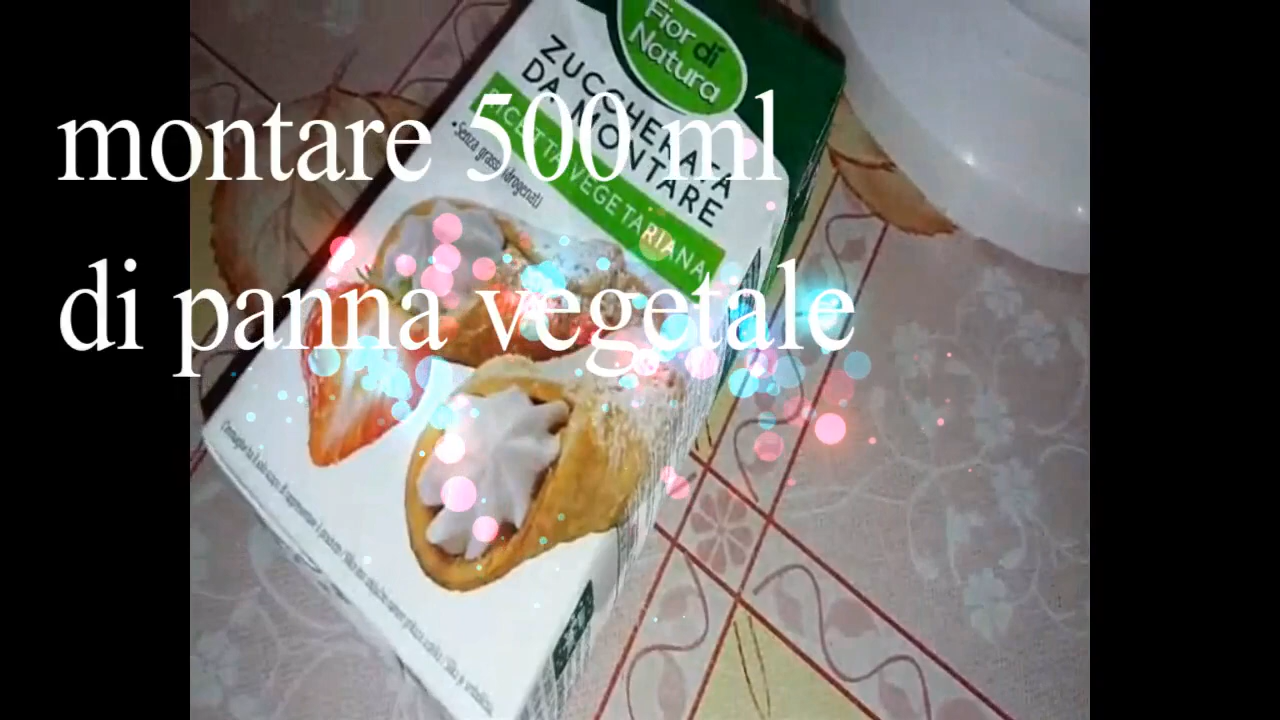 montare 500 ml
di panna vegetale
Fior di
Natura
ZUCCHERATA
DA MONTARE
RICETTA VEGETARIANA
• Senza grassi idrogenati